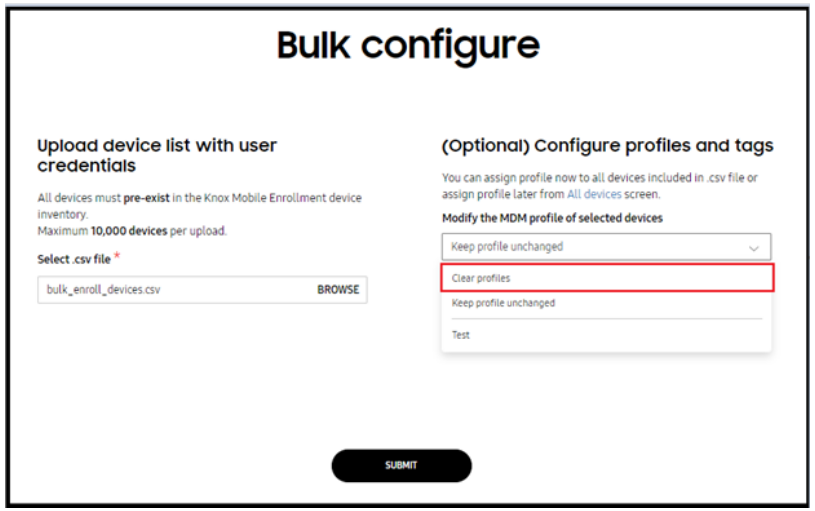 Bulk configure
Upload device list with user
credentials
All devices must pre-exist in the Knox Mobile Enrollment device
inventory.
Maximum 10,000 devices per upload.
Select .csv file *
bulk_enroll_devices.csv BROWSE
(Optional) Configure profiles and tags
You can assign profile now to all devices included in .csv file or
assign profile later from All devices screen.
Modify the MDM profile of selected devices
Keep profile unchanged
Clear profiles
Keep profile unchanged
Test
SUBMIT